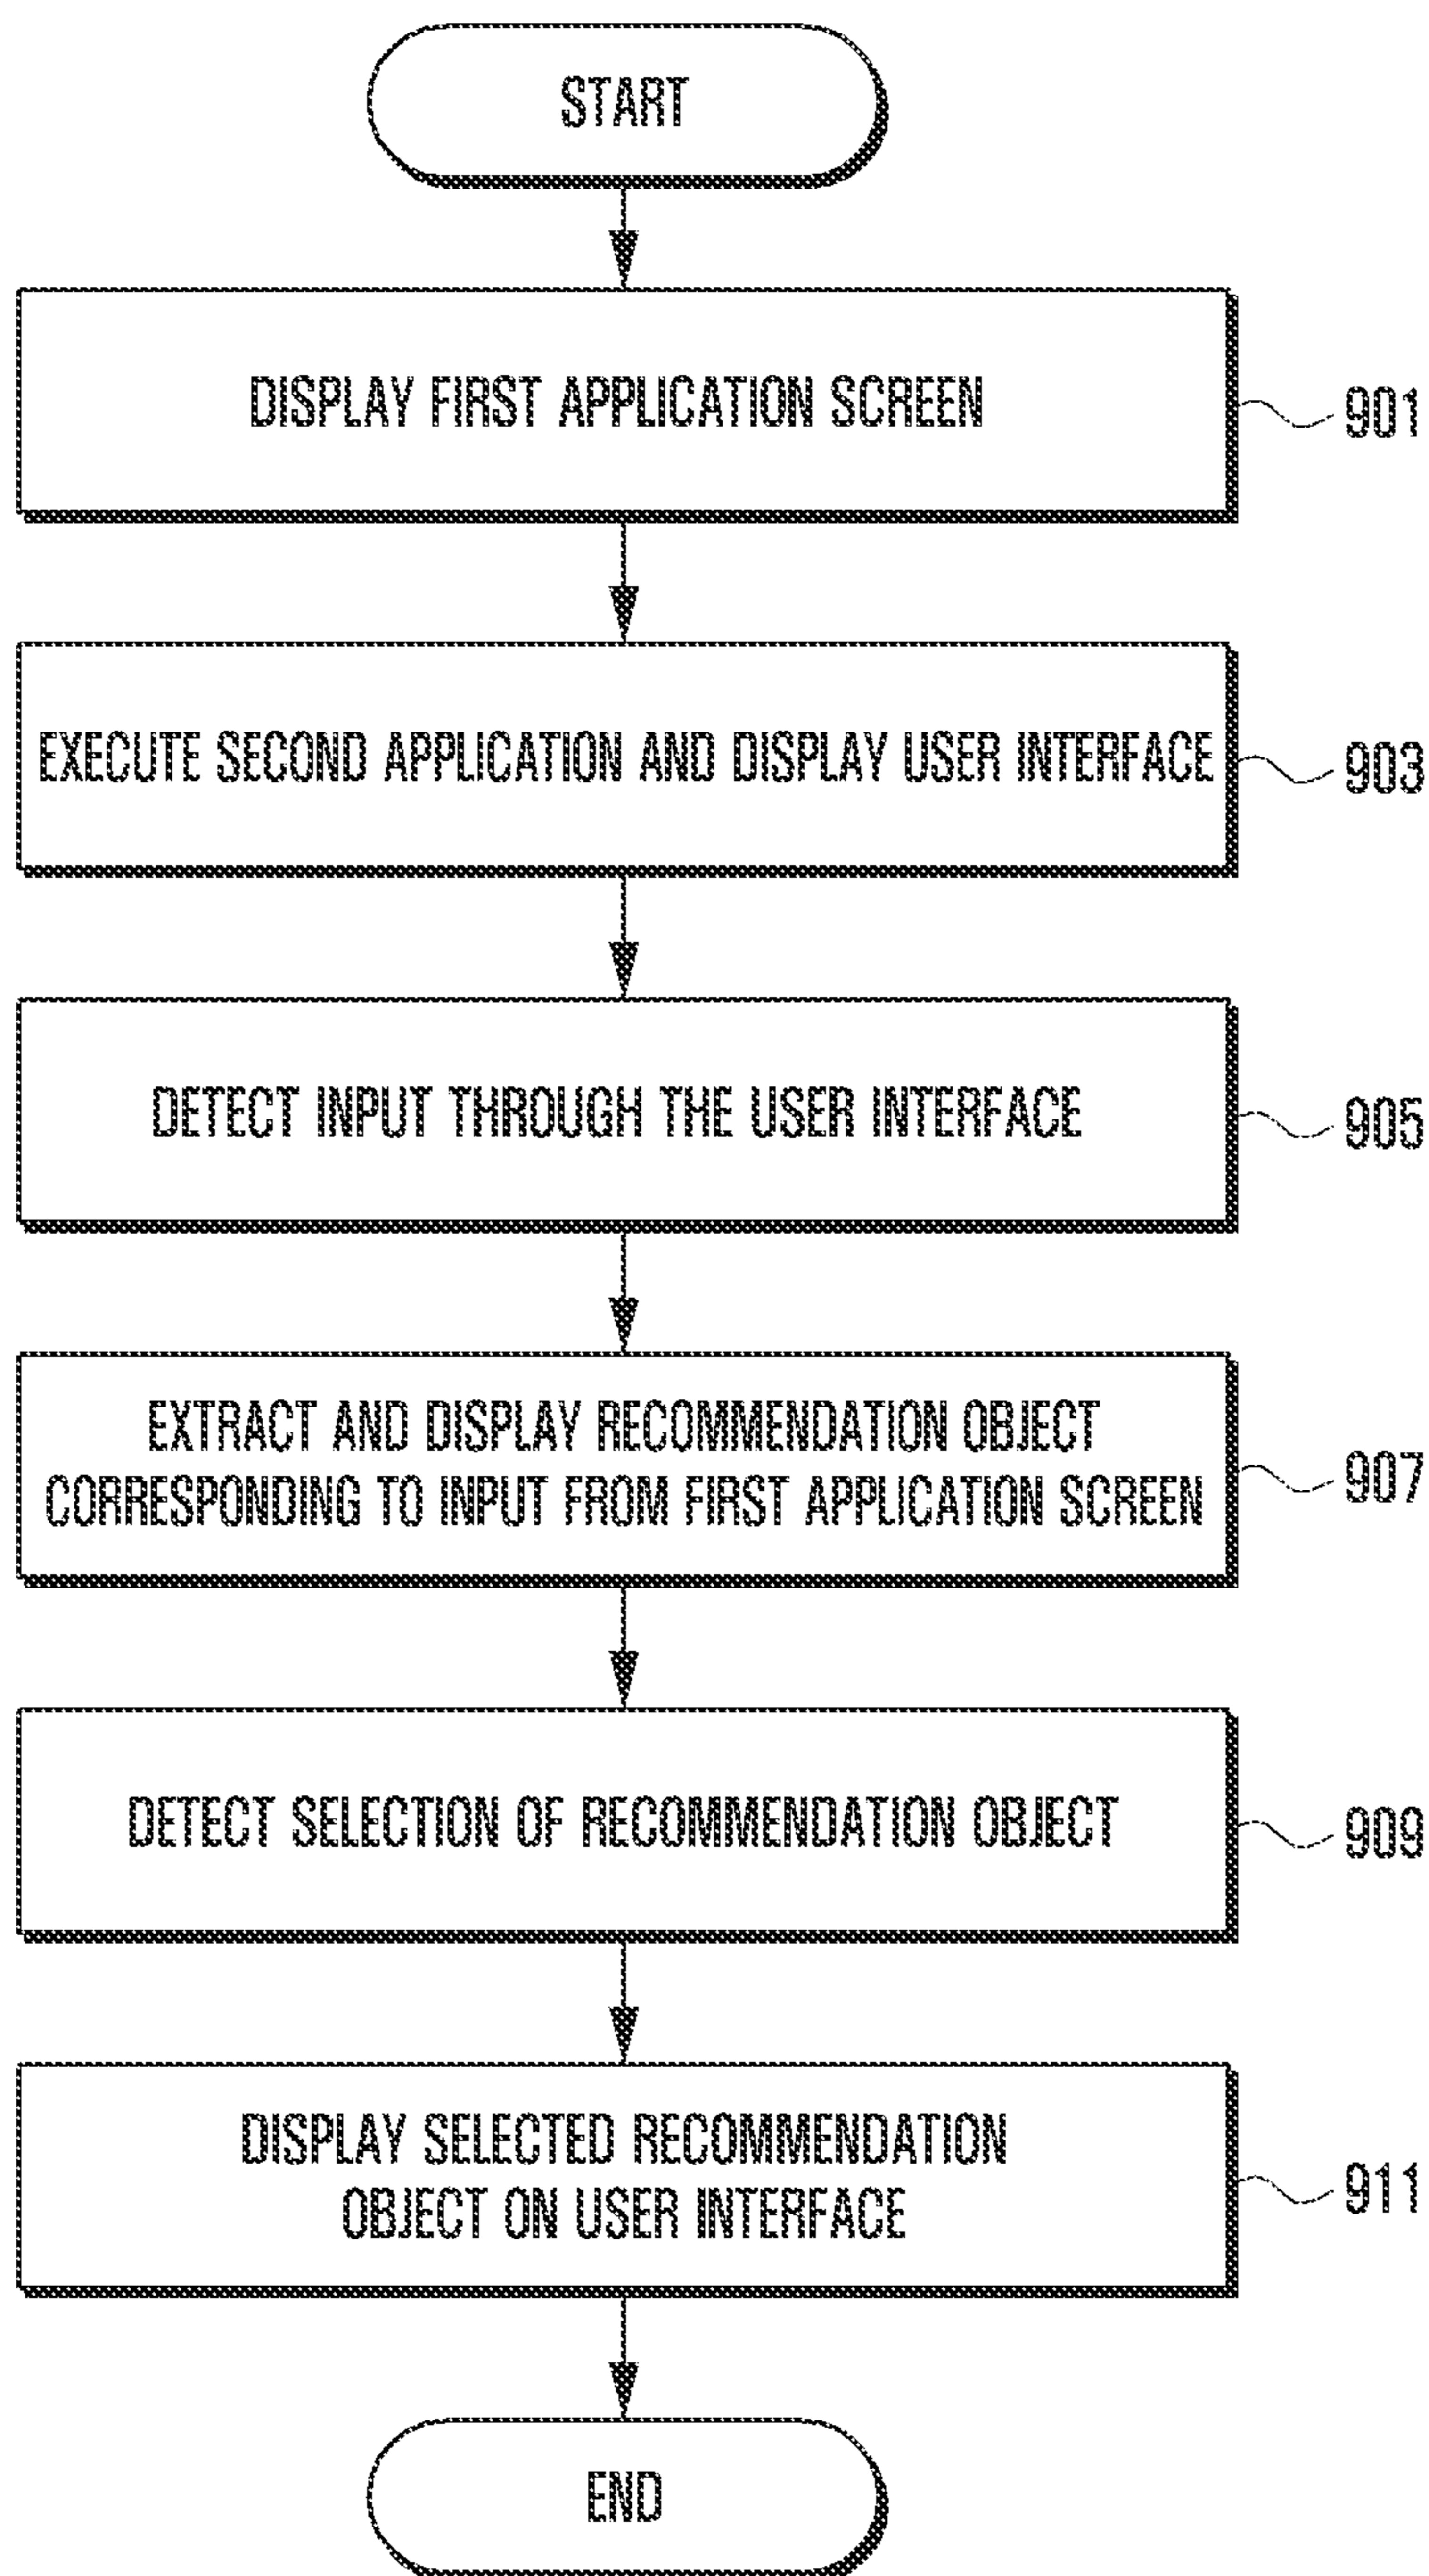 START
DISPLAY FIRST APPLICATION SCREEN
901
EXECUTE SECOND APPLICATION AND DISPLAY USER INTERFACE
903
DETECT INPUT THROUGH THE USER INTERFACE
905
EXTRACT AND DISPLAY RECOMMENDATION OBJECT
CORRESPONDING TO INPUT FROM FIRST APPLICATION SCREEN
907
DETECT SELECTION OF RECOMMENDATION OBJECT
909
DISPLAY SELECTED RECOMMENDATION
OBJECT ON USER INTERFACE
911
END